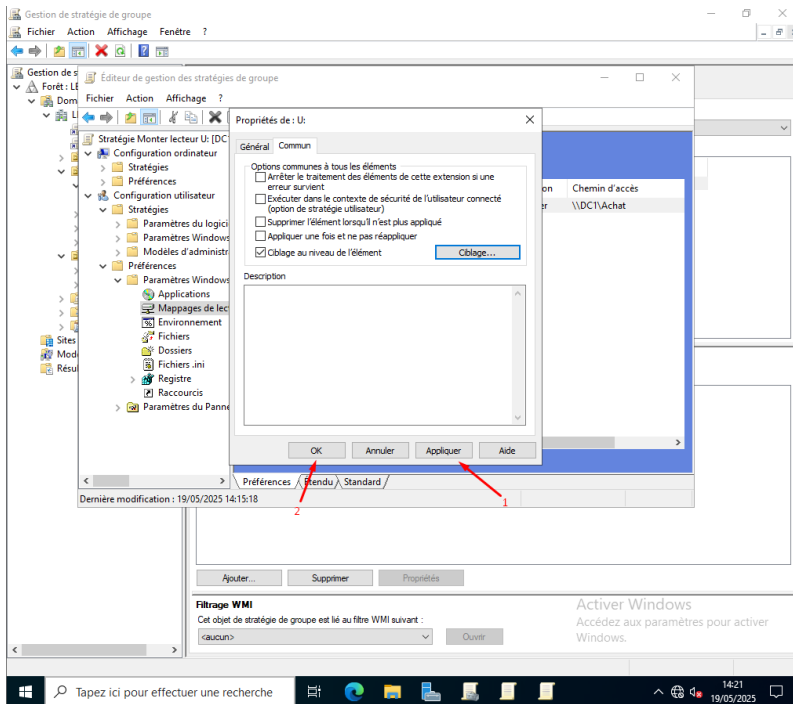 Gestion de stratégie de groupe
Fichier Action Affichage Fenêtre ?
Gestion de s
Forêt : LE
Dom
L
Sites
Mod
Résul
Éditeur de gestion des stratégies de groupe
Fichier Action Affichage ?
Stratégie Monter lecteur U: [DC
Configuration ordinateur
Stratégies
Préférences
Configuration utilisateur
Stratégies
Paramètres du logici
Paramètres Windows
Modèles d'administr
Préférences
Paramètres Windows
Applications
Mappages de lec
Environnement
Fichiers
Dossiers
Fichiers .ini
Registre
Raccourcis
Paramètres du Panne
Propriétés de : U:
Général Commun
Options communes à tous les éléments
Arrêter le traitement des éléments de cette extension si une
erreur survient
Exécuter dans le contexte de sécurité de l'utilisateur connecté
(option de stratégie utilisateur)
Supprimer l'élément lorsqu'il n'est plus appliqué
Appliquer une fois et ne pas réappliquer
Ciblage au niveau de l'élément Ciblage...
Description
OK Annuler Appliquer Aide
on Chemin d'accès
er \\DC1\Achat
Préférences Étendu Standard
Dernière modification : 19/05/2025 14:15:18
2
1
Ajouter... Supprimer Propriétés
Filtrage WMI
Cet objet de stratégie de groupe est lié au filtre WMI suivant :
<aucun> Ouvrir
Activer Windows
Accédez aux paramètres pour activer
Windows.
Tapez ici pour effectuer une recherche
14:21
19/05/2025